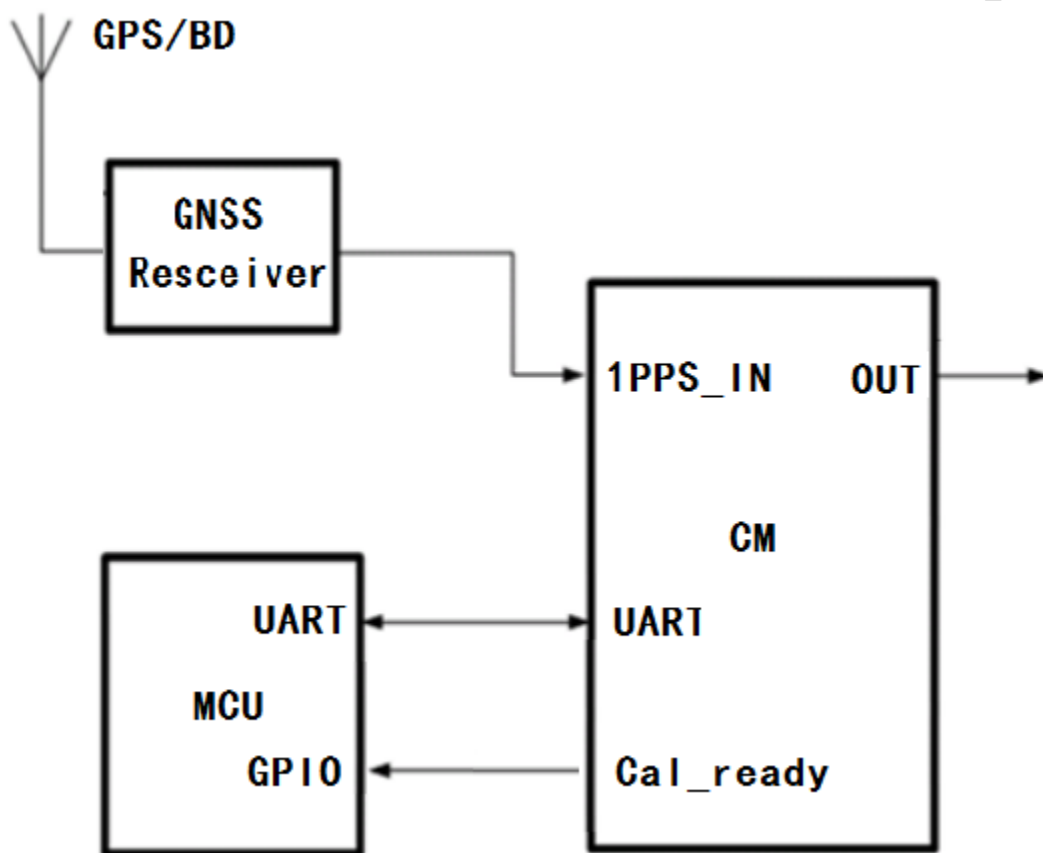 GPS/BD
GNSS
Resceiver
1PPS_IN
OUT
CM
UART
UART
MCU
GPIO
Cal_ready